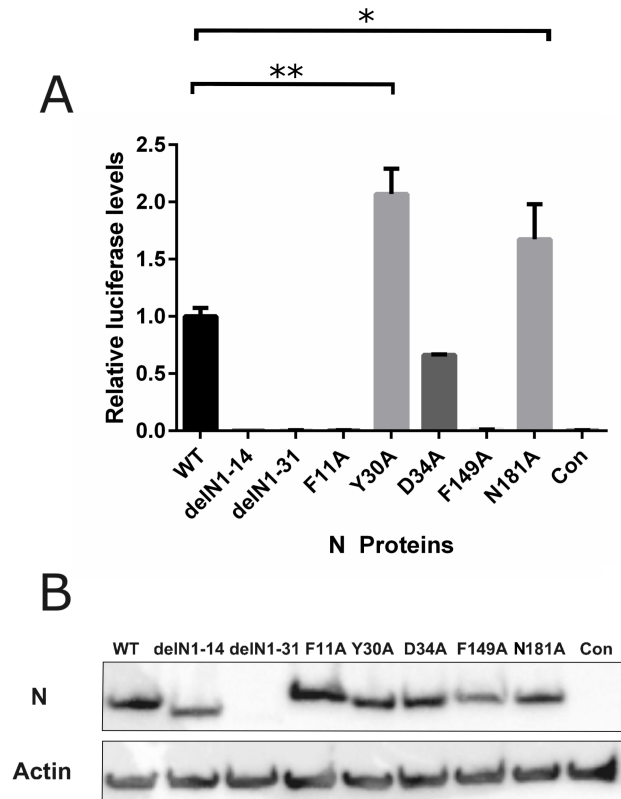 *
**
A
Relative luciferase levels
2.5
2.0
1.5
1.0
0.5
0.0
WT
delN1-14
delN1-31
F11A
Y30A
D34A
F149A
N181A
Con
N Proteins
B
WT delN1-14 delN1-31 F11A Y30A D34A F149A N181A Con
N
Actin